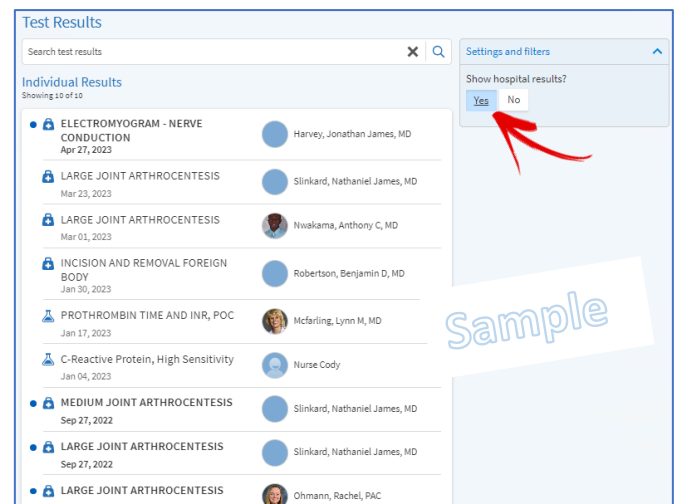 Test Results
Search test results
Settings and filters
Individual Results
Showing 10 of 10
Show hospital results?
Yes No
ELECTROMYOGRAM - NERVE
CONDUCTION
Apr 27, 2023
Harvey, Jonathan James, MD
LARGE JOINT ARTHROCENTESIS
Mar 23, 2023
Slinkard, Nathaniel James, MD
LARGE JOINT ARTHROCENTESIS
Mar 01, 2023
Nwakama, Anthony C, MD
INCISION AND REMOVAL FOREIGN
BODY
Jan 30, 2023
Robertson, Benjamin D, MD
PROTHROMBIN TIME AND INR, POC
Jan 17, 2023
Mcfarling, Lynn M, MD
C-Reactive Protein, High Sensitivity
Jan 04, 2023
Nurse Cody
MEDIUM JOINT ARTHROCENTESIS
Sep 27, 2022
Slinkard, Nathaniel James, MD
LARGE JOINT ARTHROCENTESIS
Sep 27, 2022
Slinkard, Nathaniel James, MD
LARGE JOINT ARTHROCENTESIS
Ohmann, Rachel, PAC
Sample